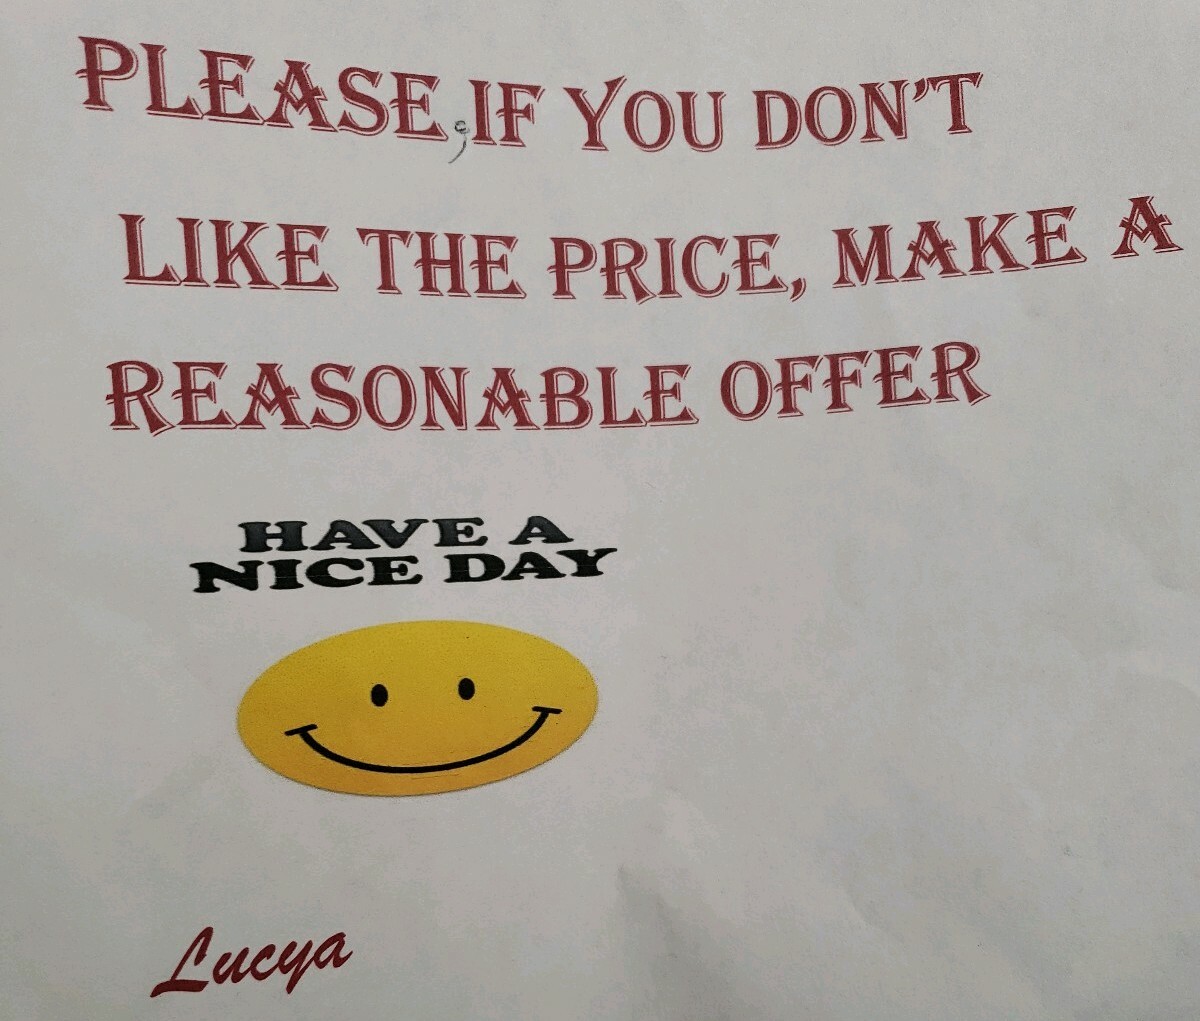 PLEASE, IF YOU DON'T
LIKE THE PRICE, MAKE A
REASONABLE OFFER
HAVE A
NICE DAY
Lucya